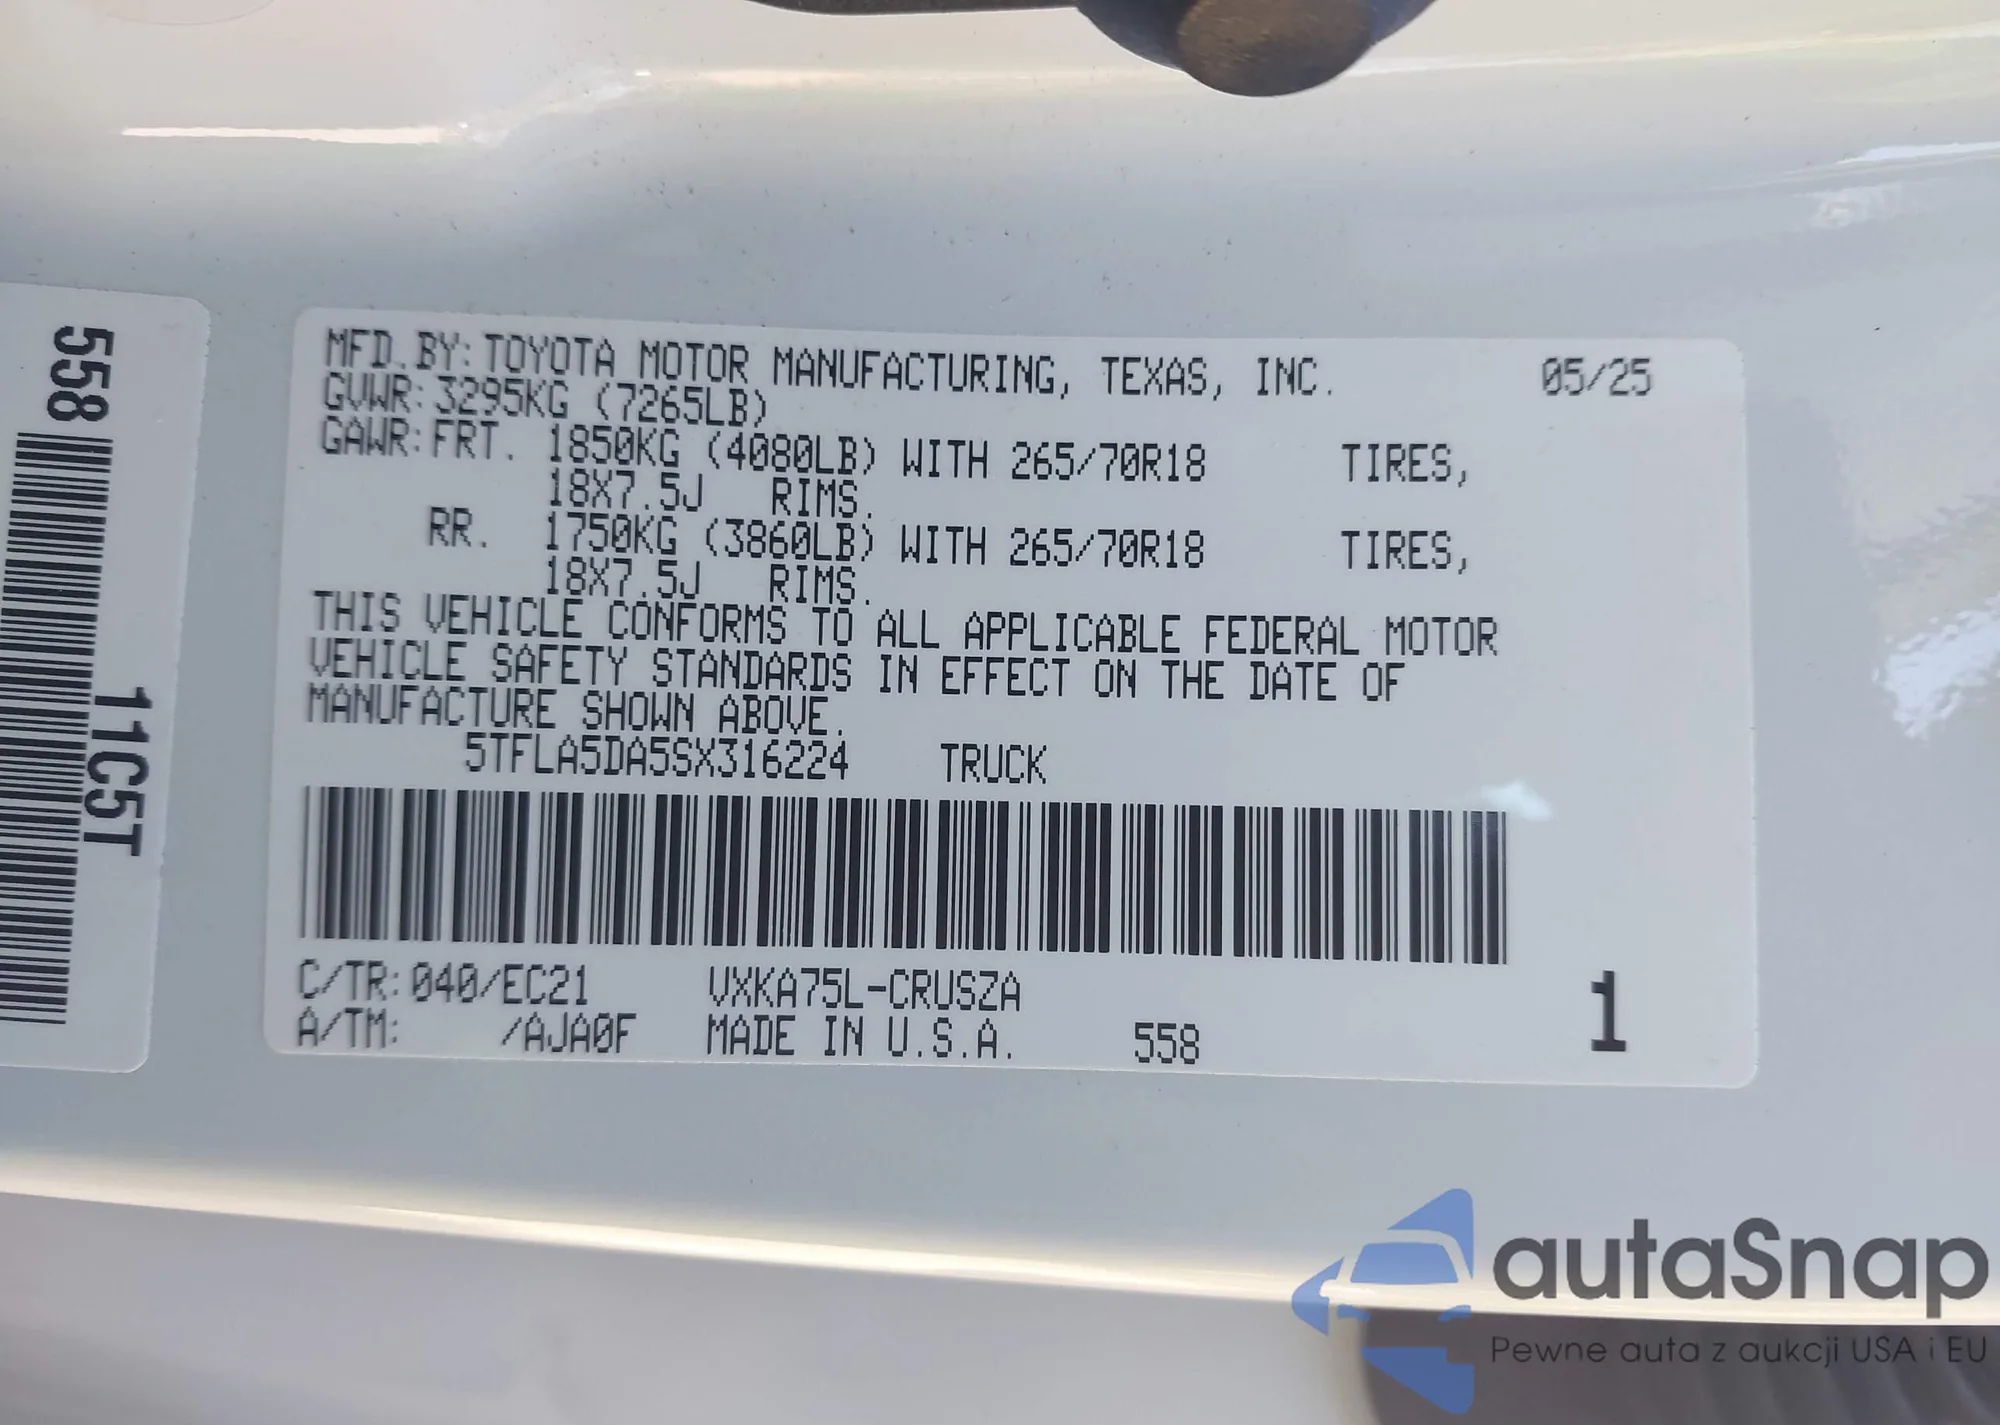 558
11C5T
MFD.BY: TOYOTA MOTOR MANUFACTURING, TEXAS, INC. 05/25
GVWR: 3295KG (7265LB)
GAWR: FRT. 1850KG (4080LB) WITH 265/70R18 TIRES,
18X7.5J RIMS.
RR. 1750KG (3860LB) WITH 265/70R18 TIRES,
18X7.5J RIMS.
THIS VEHICLE CONFORMS TO ALL APPLICABLE FEDERAL MOTOR
VEHICLE SAFETY STANDARDS IN EFFECT ON THE DATE OF
MANUFACTURE SHOWN ABOVE.
5TFLA5DA5SX316224 TRUCK
C/TR: 040/EC21 VXKA75L-CRUSZA
A/TM: /AJA0F MADE IN U.S.A. 558
1
autaSnap
Pewne auta z aukcji USA i EU